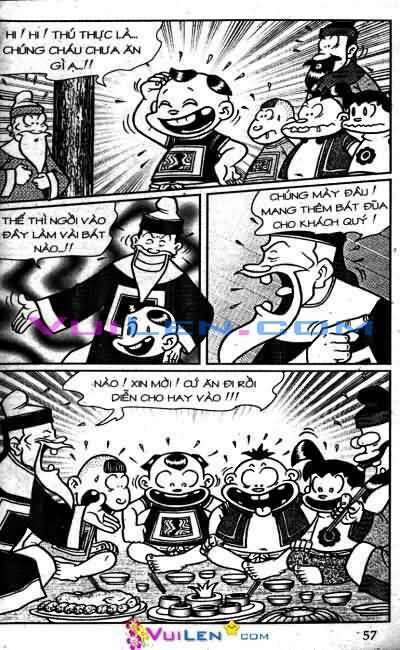 HI! HI! THÚ THỰC LÀ...
CHÚNG CHÁU CHƯA ĂN
GÌ Ạ...!!
THẾ THÌ NGỒI VÀO
ĐÂY LÀM VÀI BÁT
NÀO...!!
CHÚNG MÀY ĐÂU!
MANG THÊM BÁT ĐŨA
CHO KHÁCH QUÝ!
VUILEN.COM
NÀO! XIN MỜI! CỨ ĂN ĐI RỒI
DIỄN CHO HAY VÀO!!!
57
VUILEN.COM